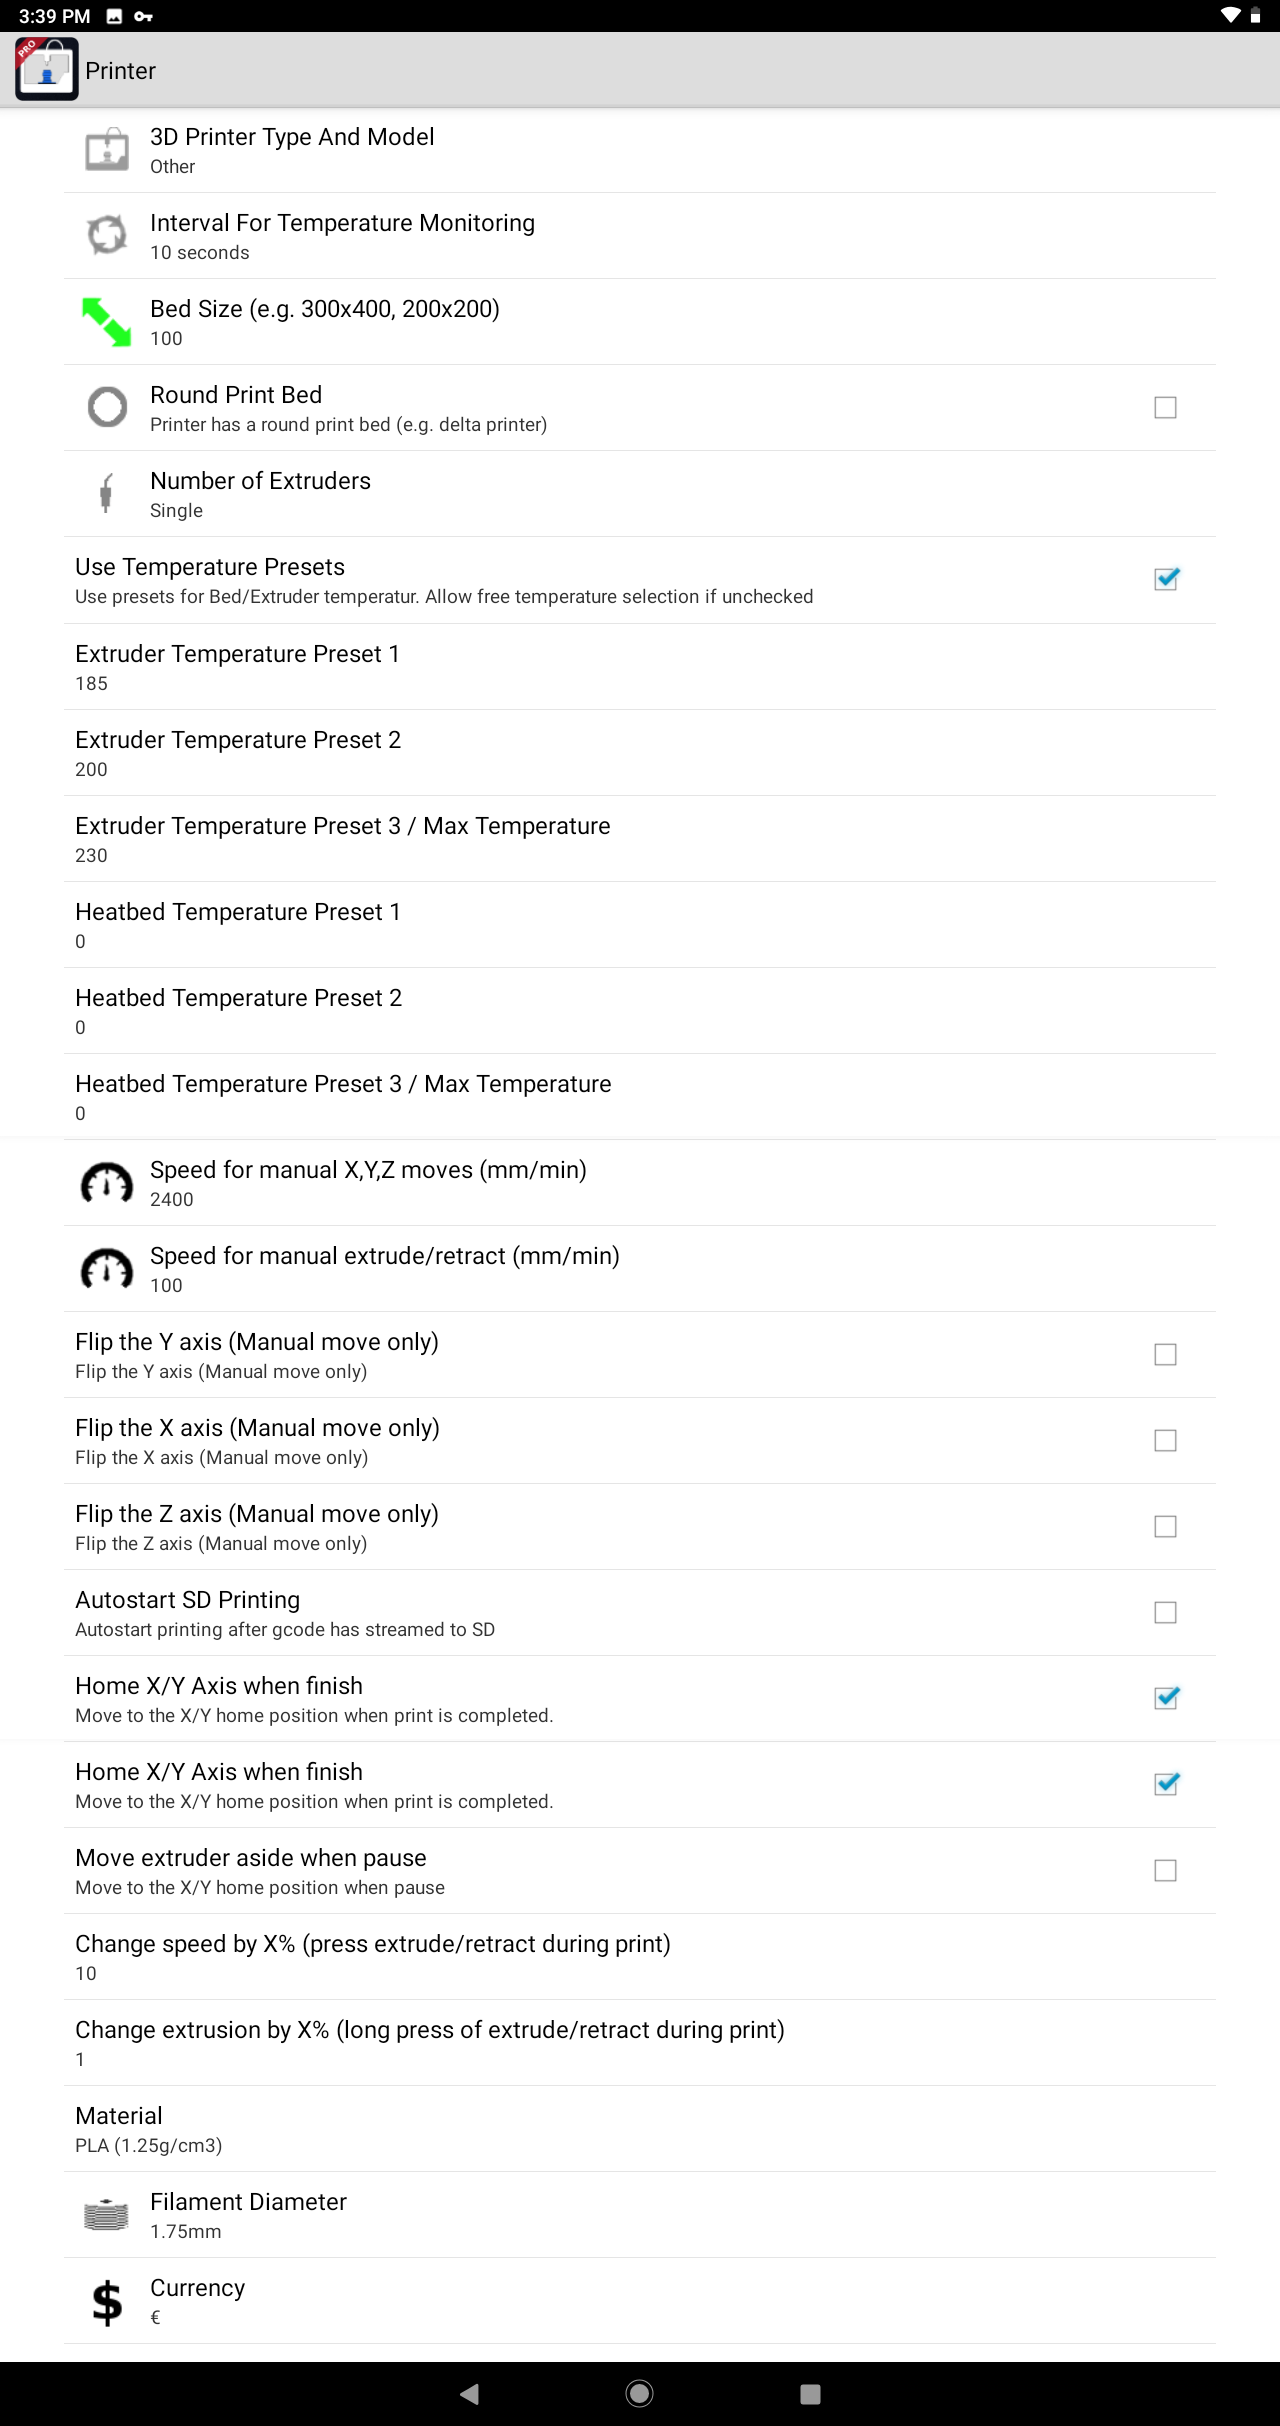 3:39 PM
PRO
Printer
3D Printer Type And Model
Other
Interval For Temperature Monitoring
10 seconds
Bed Size (e.g. 300x400, 200x200)
100
Round Print Bed
Printer has a round print bed (e.g. delta printer)
Number of Extruders
Single
Use Temperature Presets
Use presets for Bed/Extruder temperatur. Allow free temperature selection if unchecked
Extruder Temperature Preset 1
185
Extruder Temperature Preset 2
200
Extruder Temperature Preset 3 / Max Temperature
230
Heatbed Temperature Preset 1
0
Heatbed Temperature Preset 2
0
Heatbed Temperature Preset 3 / Max Temperature
0
Speed for manual X,Y,Z moves (mm/min)
2400
Speed for manual extrude/retract (mm/min)
100
Flip the Y axis (Manual move only)
Flip the Y axis (Manual move only)
Flip the X axis (Manual move only)
Flip the X axis (Manual move only)
Flip the Z axis (Manual move only)
Flip the Z axis (Manual move only)
Autostart SD Printing
Autostart printing after gcode has streamed to SD
Home X/Y Axis when finish
Move to the X/Y home position when print is completed.
Home X/Y Axis when finish
Move to the X/Y home position when print is completed.
Move extruder aside when pause
Move to the X/Y home position when pause
Change speed by X% (press extrude/retract during print)
10
Change extrusion by X% (long press of extrude/retract during print)
1
Material
PLA (1.25g/cm3)
Filament Diameter
1.75mm
$ Currency
€